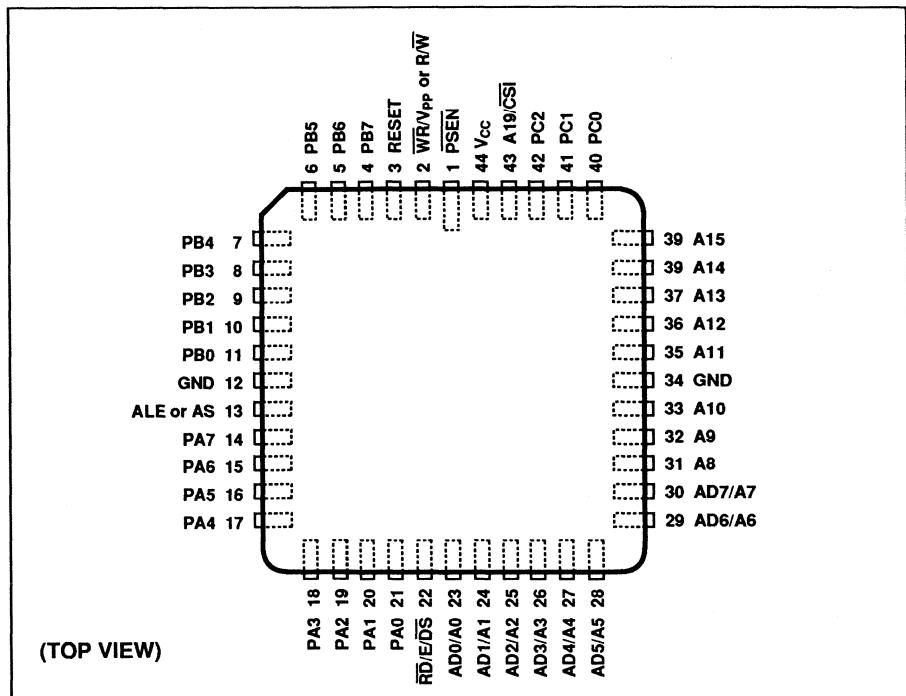 6 PB5
5 PB6
4 PB7
3 RESET
2 W̅R̅/VPP or R/W̅
1 P̅S̅E̅N̅
44 VCC
43 A19/C̅S̅I̅
42 PC2
41 PC1
40 PC0
PB4 7
PB3 8
PB2 9
PB1 10
PB0 11
GND 12
ALE or AS 13
PA7 14
PA6 15
PA5 16
PA4 17
39 A15
39 A14
37 A13
36 A12
35 A11
34 GND
33 A10
32 A9
31 A8
30 AD7/A7
29 AD6/A6
PA3 18
PA2 19
PA1 20
PA0 21
R̅D̅/E/D̅S̅ 22
AD0/A0 23
AD1/A1 24
AD2/A2 25
AD3/A3 26
AD4/A4 27
AD5/A5 28
(TOP VIEW)